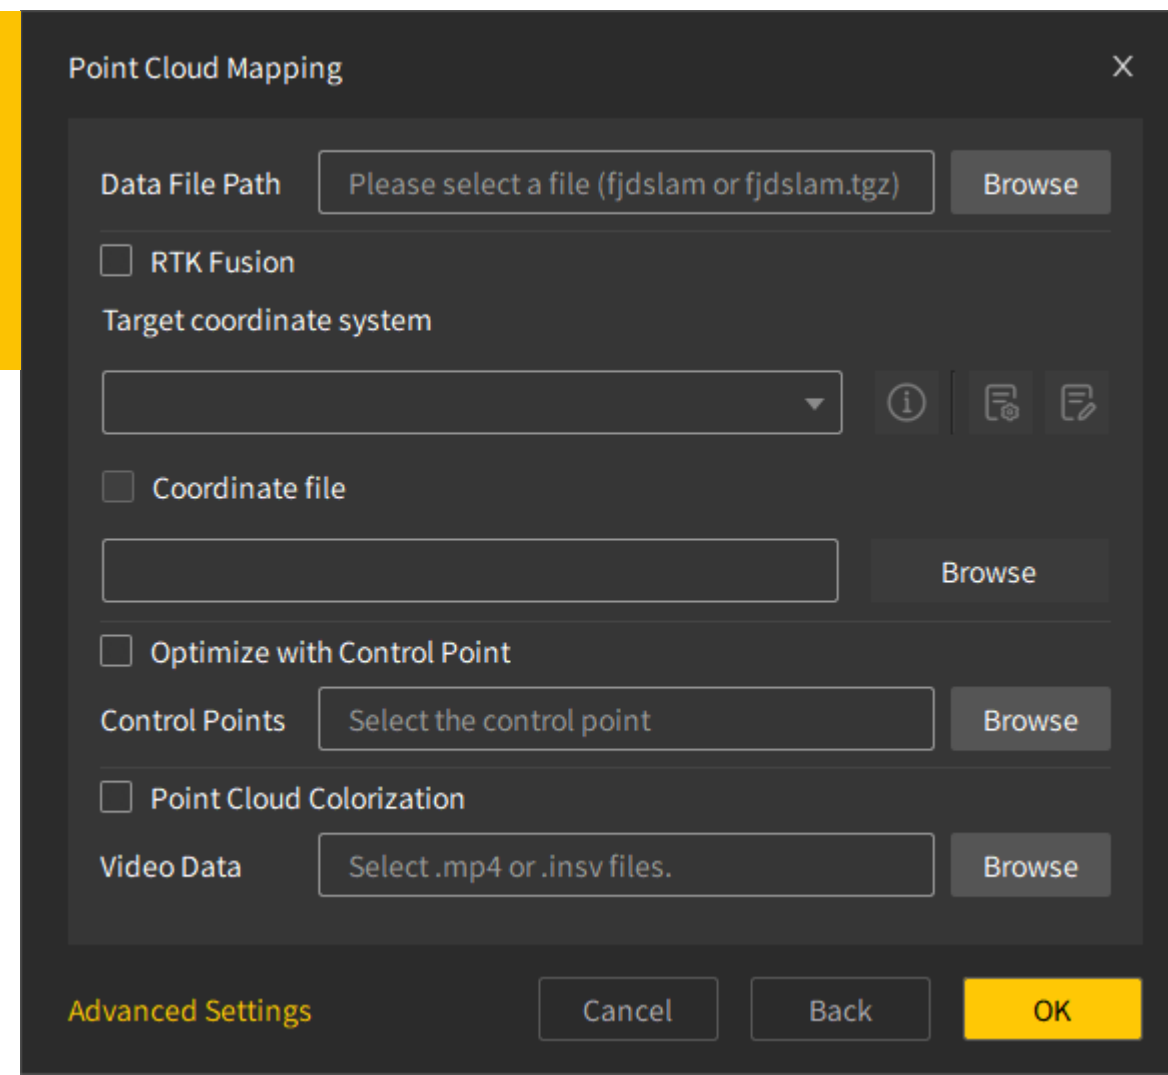 Point Cloud Mapping X
Data File Path Please select a file (fjdslam or fjdslam.tgz) Browse
RTK Fusion
Target coordinate system
Coordinate file
Browse
Optimize with Control Point
Control Points Select the control point Browse
Point Cloud Colorization
Video Data Select .mp4 or .insv files. Browse
Advanced Settings Cancel Back OK